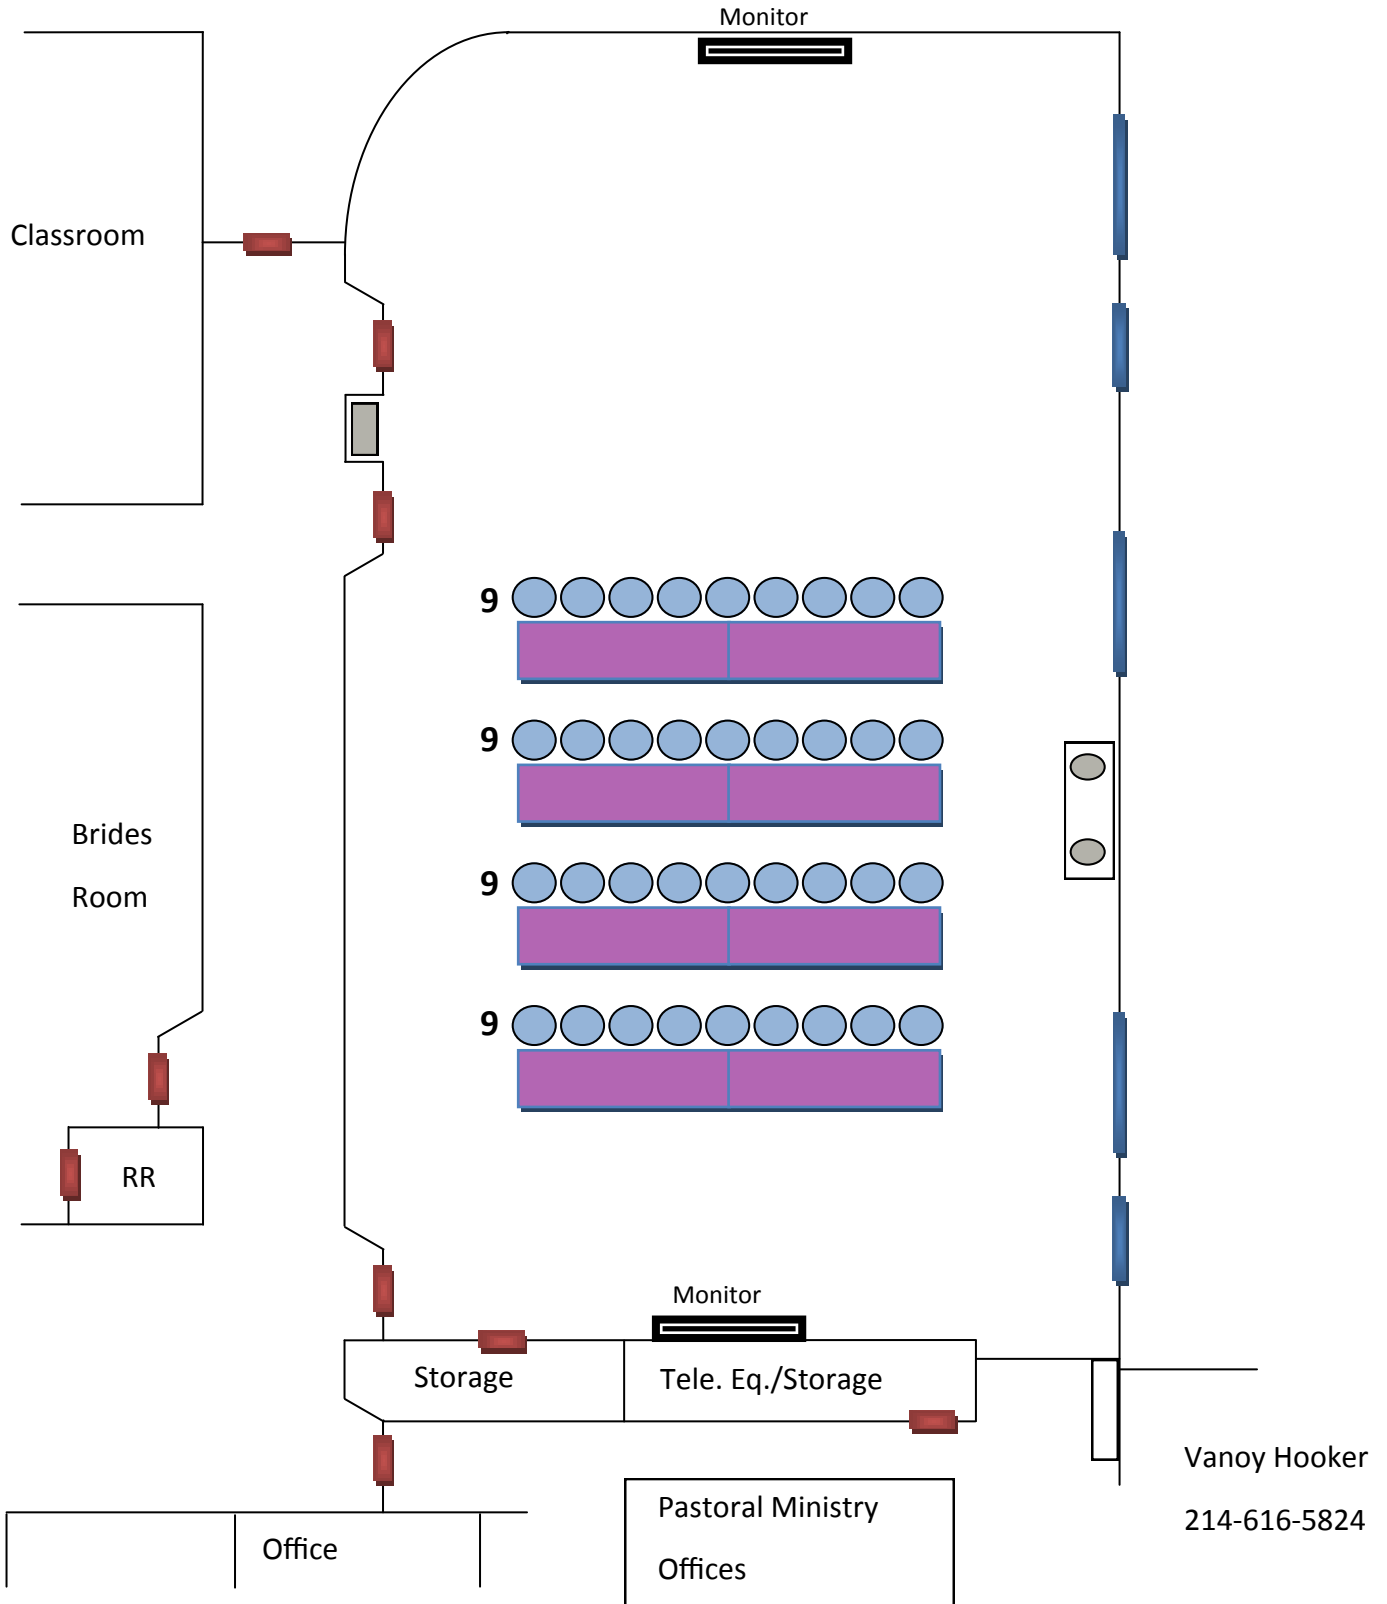 Monitor
Classroom
9
9
Brides
Room
9
9
RR
Monitor
Storage
Tele. Eq./Storage
Vanoy Hooker
214-616-5824
Pastoral Ministry
Offices
Office